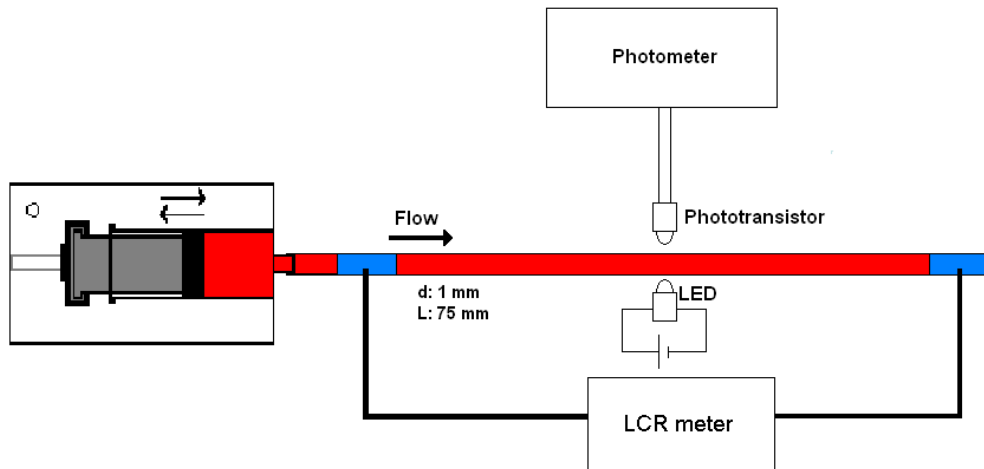 Photometer
Phototransistor
Flow
d: 1 mm
L: 75 mm
LED
LCR meter